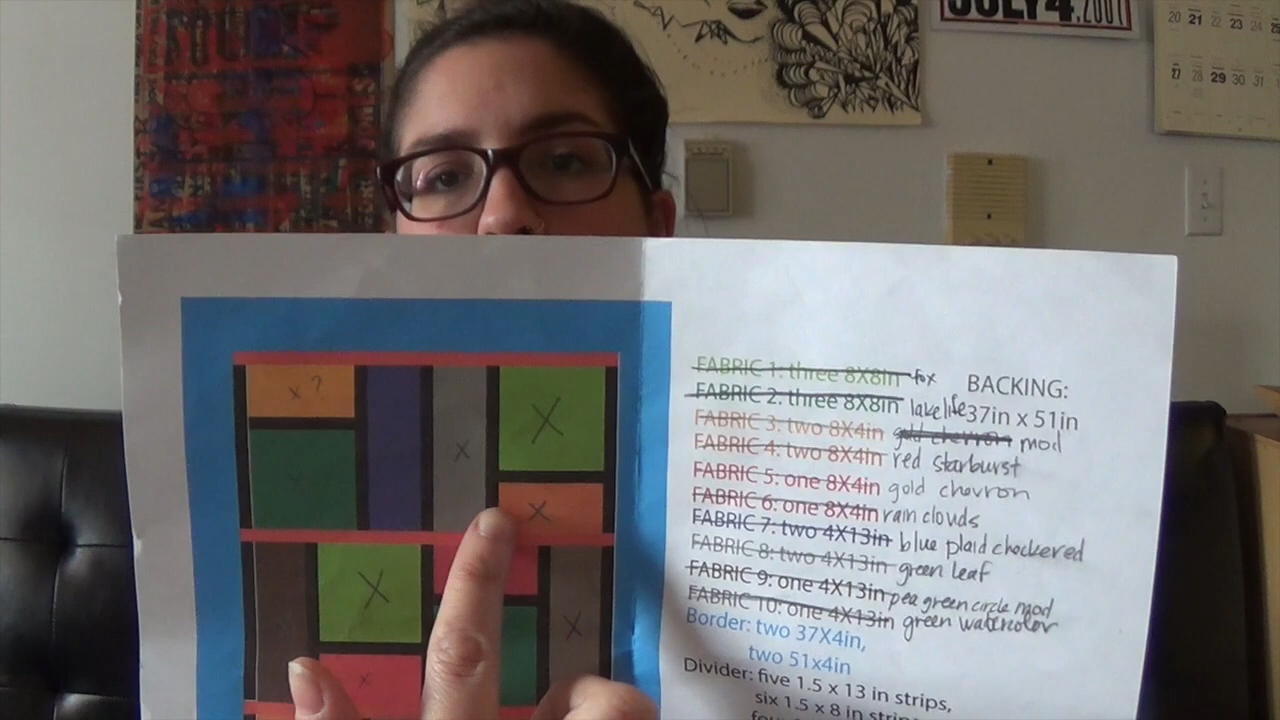 JULY 4, 2001
20 21 22 23 24 25
27 28 29 30 31
x ?
X
x
x
X
x
x
FABRIC 1: three 8X8in fox
BACKING:
37in x 51in
FABRIC 2: three 8X8in lakelife
FABRIC 3: two 8X4in gold chevron mod
FABRIC 4: two 8X4in red starburst
FABRIC 5: one 8X4in gold chevron
FABRIC 6: one 8X4in rain clouds
FABRIC 7: two 4X13in blue plaid checkered
FABRIC 8: two 4X13in green leaf
FABRIC 9: one 4X13in pea green circle mod
FABRIC 10: one 4X13in green watercolor
Border: two 37X4in,
two 51x4in
Divider: five 1.5 x 13 in strips,
six 1.5 x 8 in strips,